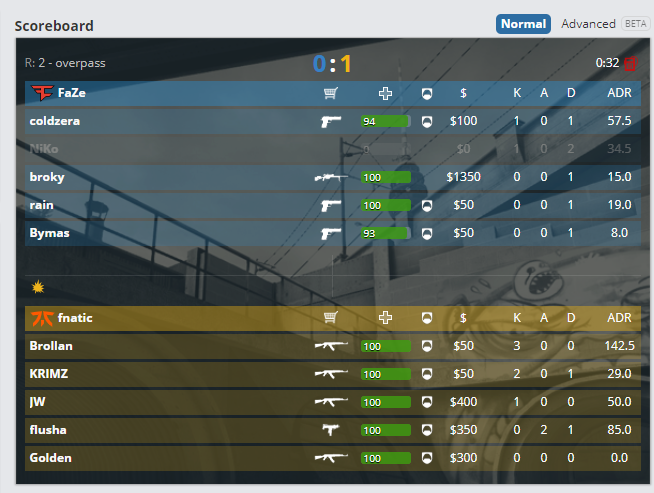 Scoreboard
Normal Advanced BETA
R: 2 - overpass 0 : 1 0:32
FaZe $ K A D ADR
coldzera 94 $100 1 0 1 57.5
NiKo 0 $0 1 0 2 34.5
broky 100 $1350 0 0 1 15.0
rain 100 $50 0 0 1 19.0
Bymas 93 $50 0 0 1 8.0
fnatic $ K A D ADR
Brollan 100 $50 3 0 0 142.5
KRIMZ 100 $50 2 0 1 29.0
JW 100 $400 1 0 0 50.0
flusha 100 $350 0 2 1 85.0
Golden 100 $300 0 0 0 0.0